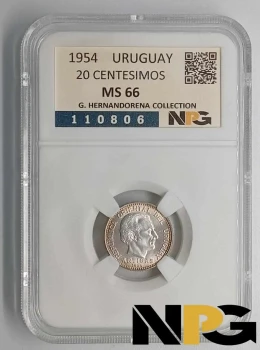 1954 URUGUAY
20 CENTESIMOS
MS 66
G. HERNANDORENA COLLECTION
110806 NPG
NPG